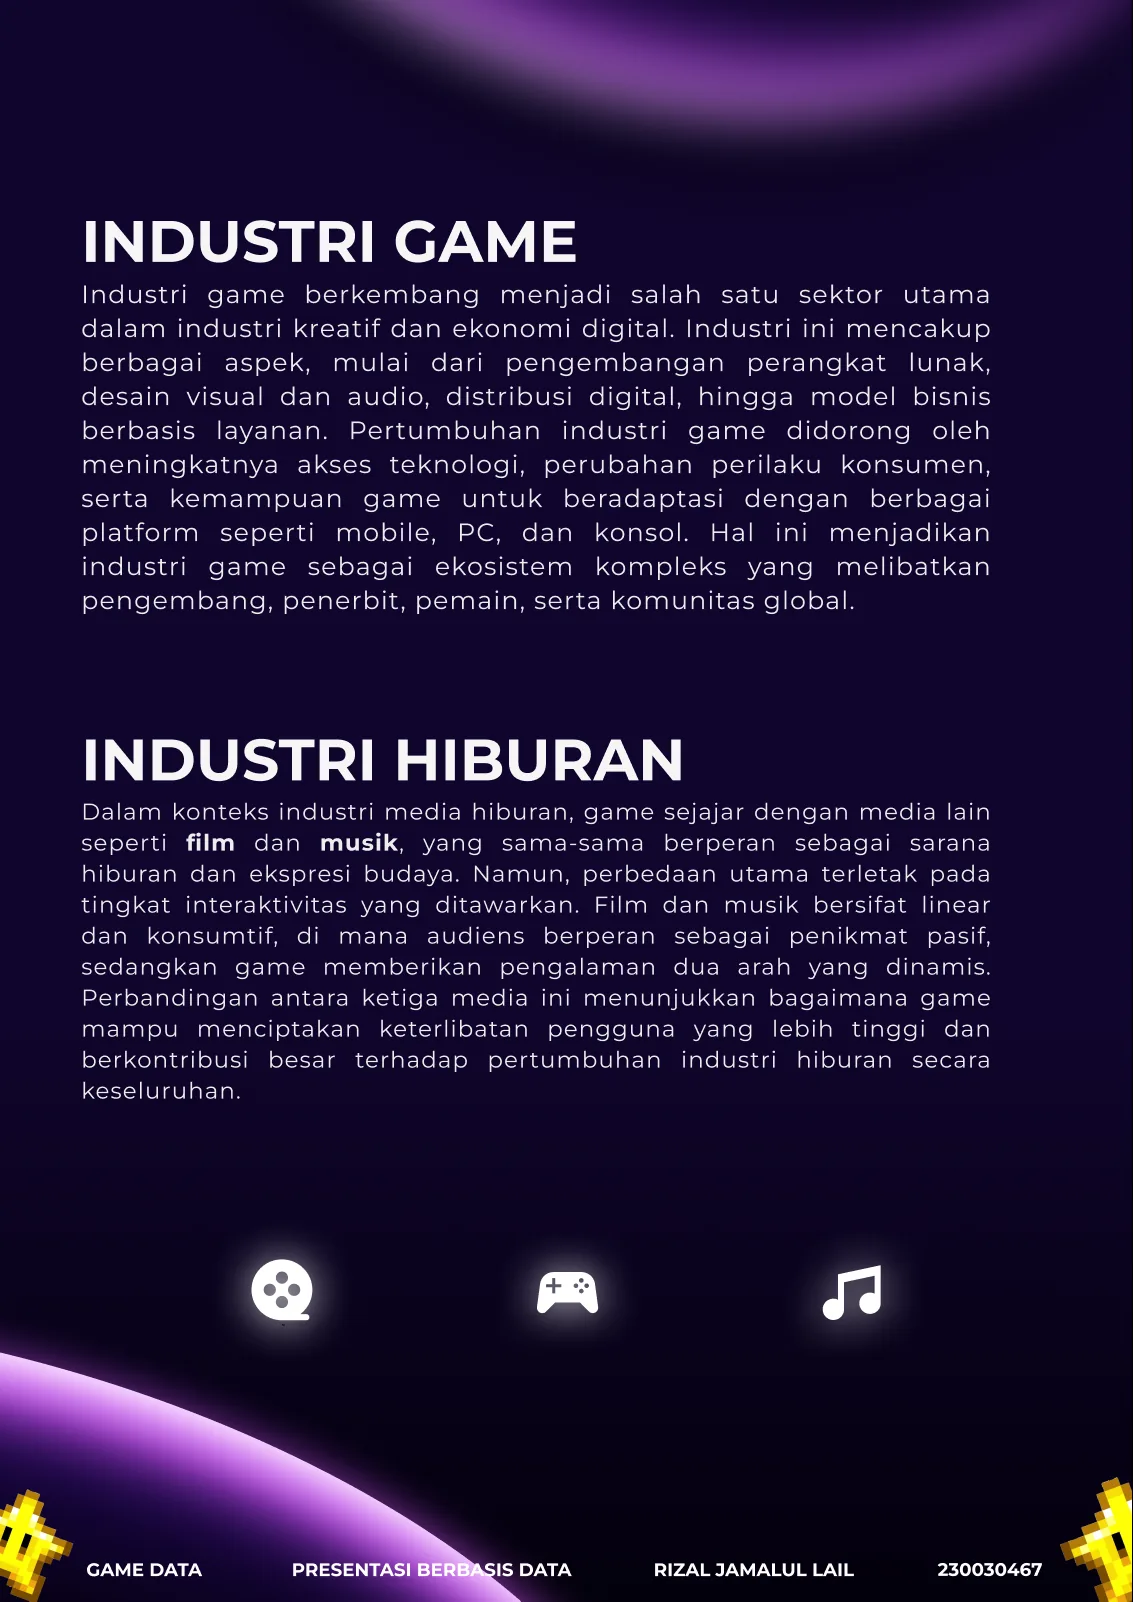 INDUSTRI GAME
Industri game berkembang menjadi salah satu sektor utama
dalam industri kreatif dan ekonomi digital. Industri ini mencakup
berbagai aspek, mulai dari pengembangan perangkat lunak,
desain visual dan audio, distribusi digital, hingga model bisnis
berbasis layanan. Pertumbuhan industri game didorong oleh
meningkatnya akses teknologi, perubahan perilaku konsumen,
serta kemampuan game untuk beradaptasi dengan berbagai
platform seperti mobile, PC, dan konsol. Hal ini menjadikan
industri game sebagai ekosistem kompleks yang melibatkan
pengembang, penerbit, pemain, serta komunitas global.
INDUSTRI HIBURAN
Dalam konteks industri media hiburan, game sejajar dengan media lain
seperti film dan musik, yang sama-sama berperan sebagai sarana
hiburan dan ekspresi budaya. Namun, perbedaan utama terletak pada
tingkat interaktivitas yang ditawarkan. Film dan musik bersifat linear
dan konsumtif, di mana audiens berperan sebagai penikmat pasif,
sedangkan game memberikan pengalaman dua arah yang dinamis.
Perbandingan antara ketiga media ini menunjukkan bagaimana game
mampu menciptakan keterlibatan pengguna yang lebih tinggi dan
berkontribusi besar terhadap pertumbuhan industri hiburan secara
keseluruhan.
GAME DATA PRESENTASI BERBASIS DATA RIZAL JAMALUL LAIL 230030467